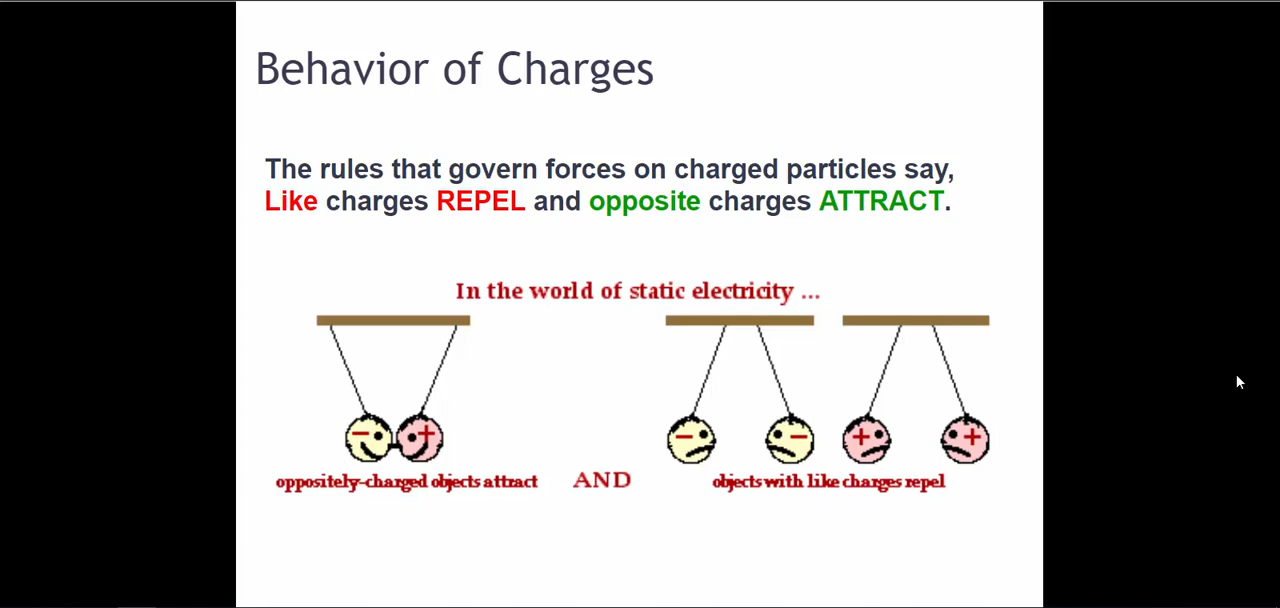 Behavior of Charges
The rules that govern forces on charged particles say,
Like charges REPEL and opposite charges ATTRACT.
In the world of static electricity ...
− + − − + +
oppositely-charged objects attract AND objects with like charges repel